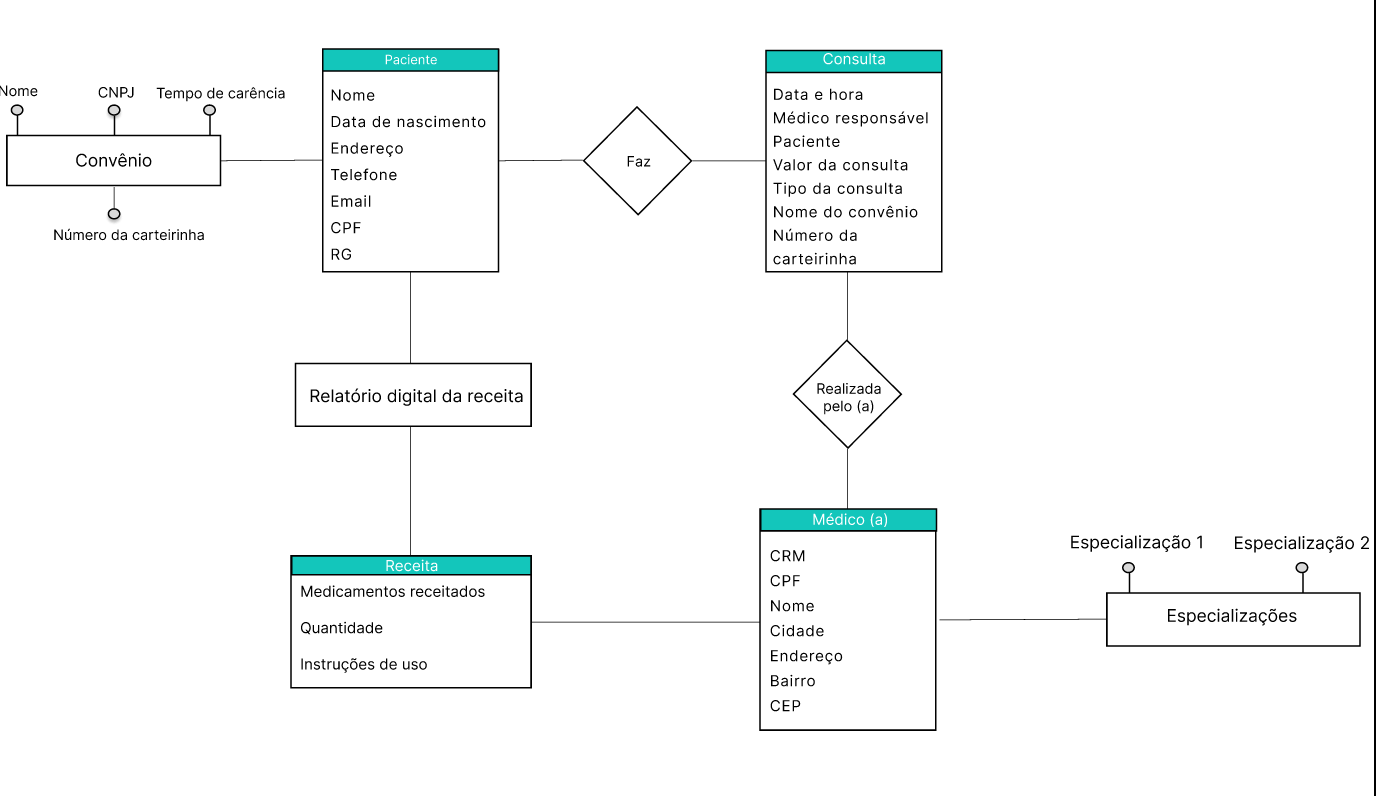 Nome
CNPJ
Tempo de carência
Convênio
Número da carteirinha
Paciente
Nome
Data de nascimento
Endereço
Telefone
Email
CPF
RG
Faz
Consulta
Data e hora
Médico responsável
Paciente
Valor da consulta
Tipo da consulta
Nome do convênio
Número da
carteirinha
Relatório digital da receita
Realizada
pelo (a)
Receita
Medicamentos receitados
Quantidade
Instruções de uso
Médico (a)
CRM
CPF
Nome
Cidade
Endereço
Bairro
CEP
Especialização 1
Especialização 2
Especializações